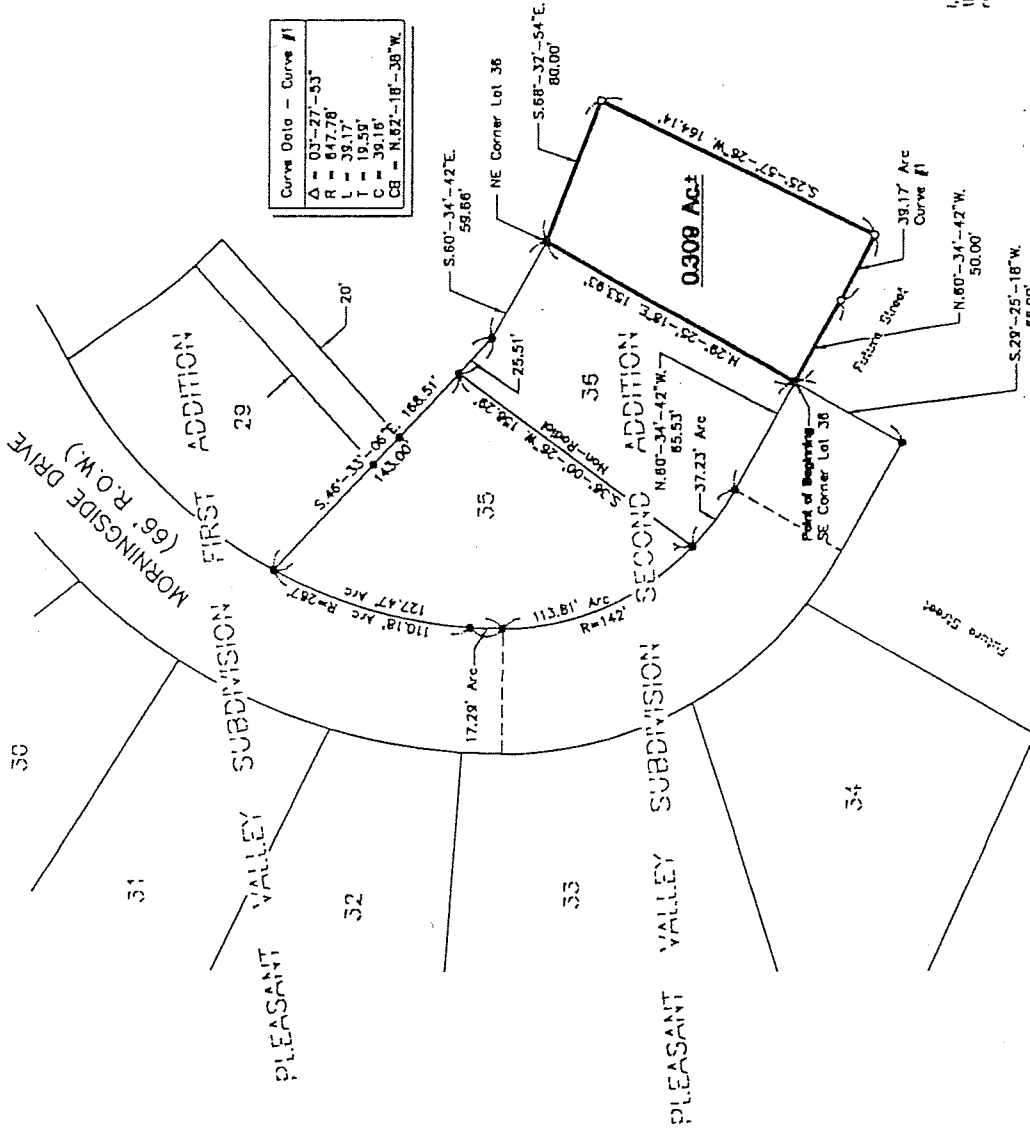 Curve Data - Curve #1
Δ = 03°-27'-53"
R = 647.78'
L = 39.17'
T = 19.59'
C = 39.16'
CB = N.62°-18'-38"W.
MORNINGSIDE DRIVE
(66' R.O.W.)
S.60°-34'-42"E.
59.66'
NE Corner Lot 36
S.68°-32'-54"E.
80.00'
20'
30
29
FIRST ADDITION
S.46°-33'-06"E. 168.51'
143.00'
25.51'
N.29°-25'-18"E 153.93'
0.309 Ac.±
S.25°-57'-26"W. 164.14'
39.17' Arc
Curve #1
N.60°-34'-42"W.
50.00'
Future Street
S.29°-25'-18"W.
36
35
S.36°-00'-26"W. 158.29'
Non-Radial
N.60°-34'-42"W.
65.53'
37.23' Arc
SECOND ADDITION
Point of Beginning
SE Corner Lot 36
127.47' Arc
110.18' Arc R=287'
17.29' Arc
113.81' Arc
R=142'
Future Street
31
32
33
34
PLEASANT VALLEY SUBDIVISION
PLEASANT VALLEY SUBDIVISION